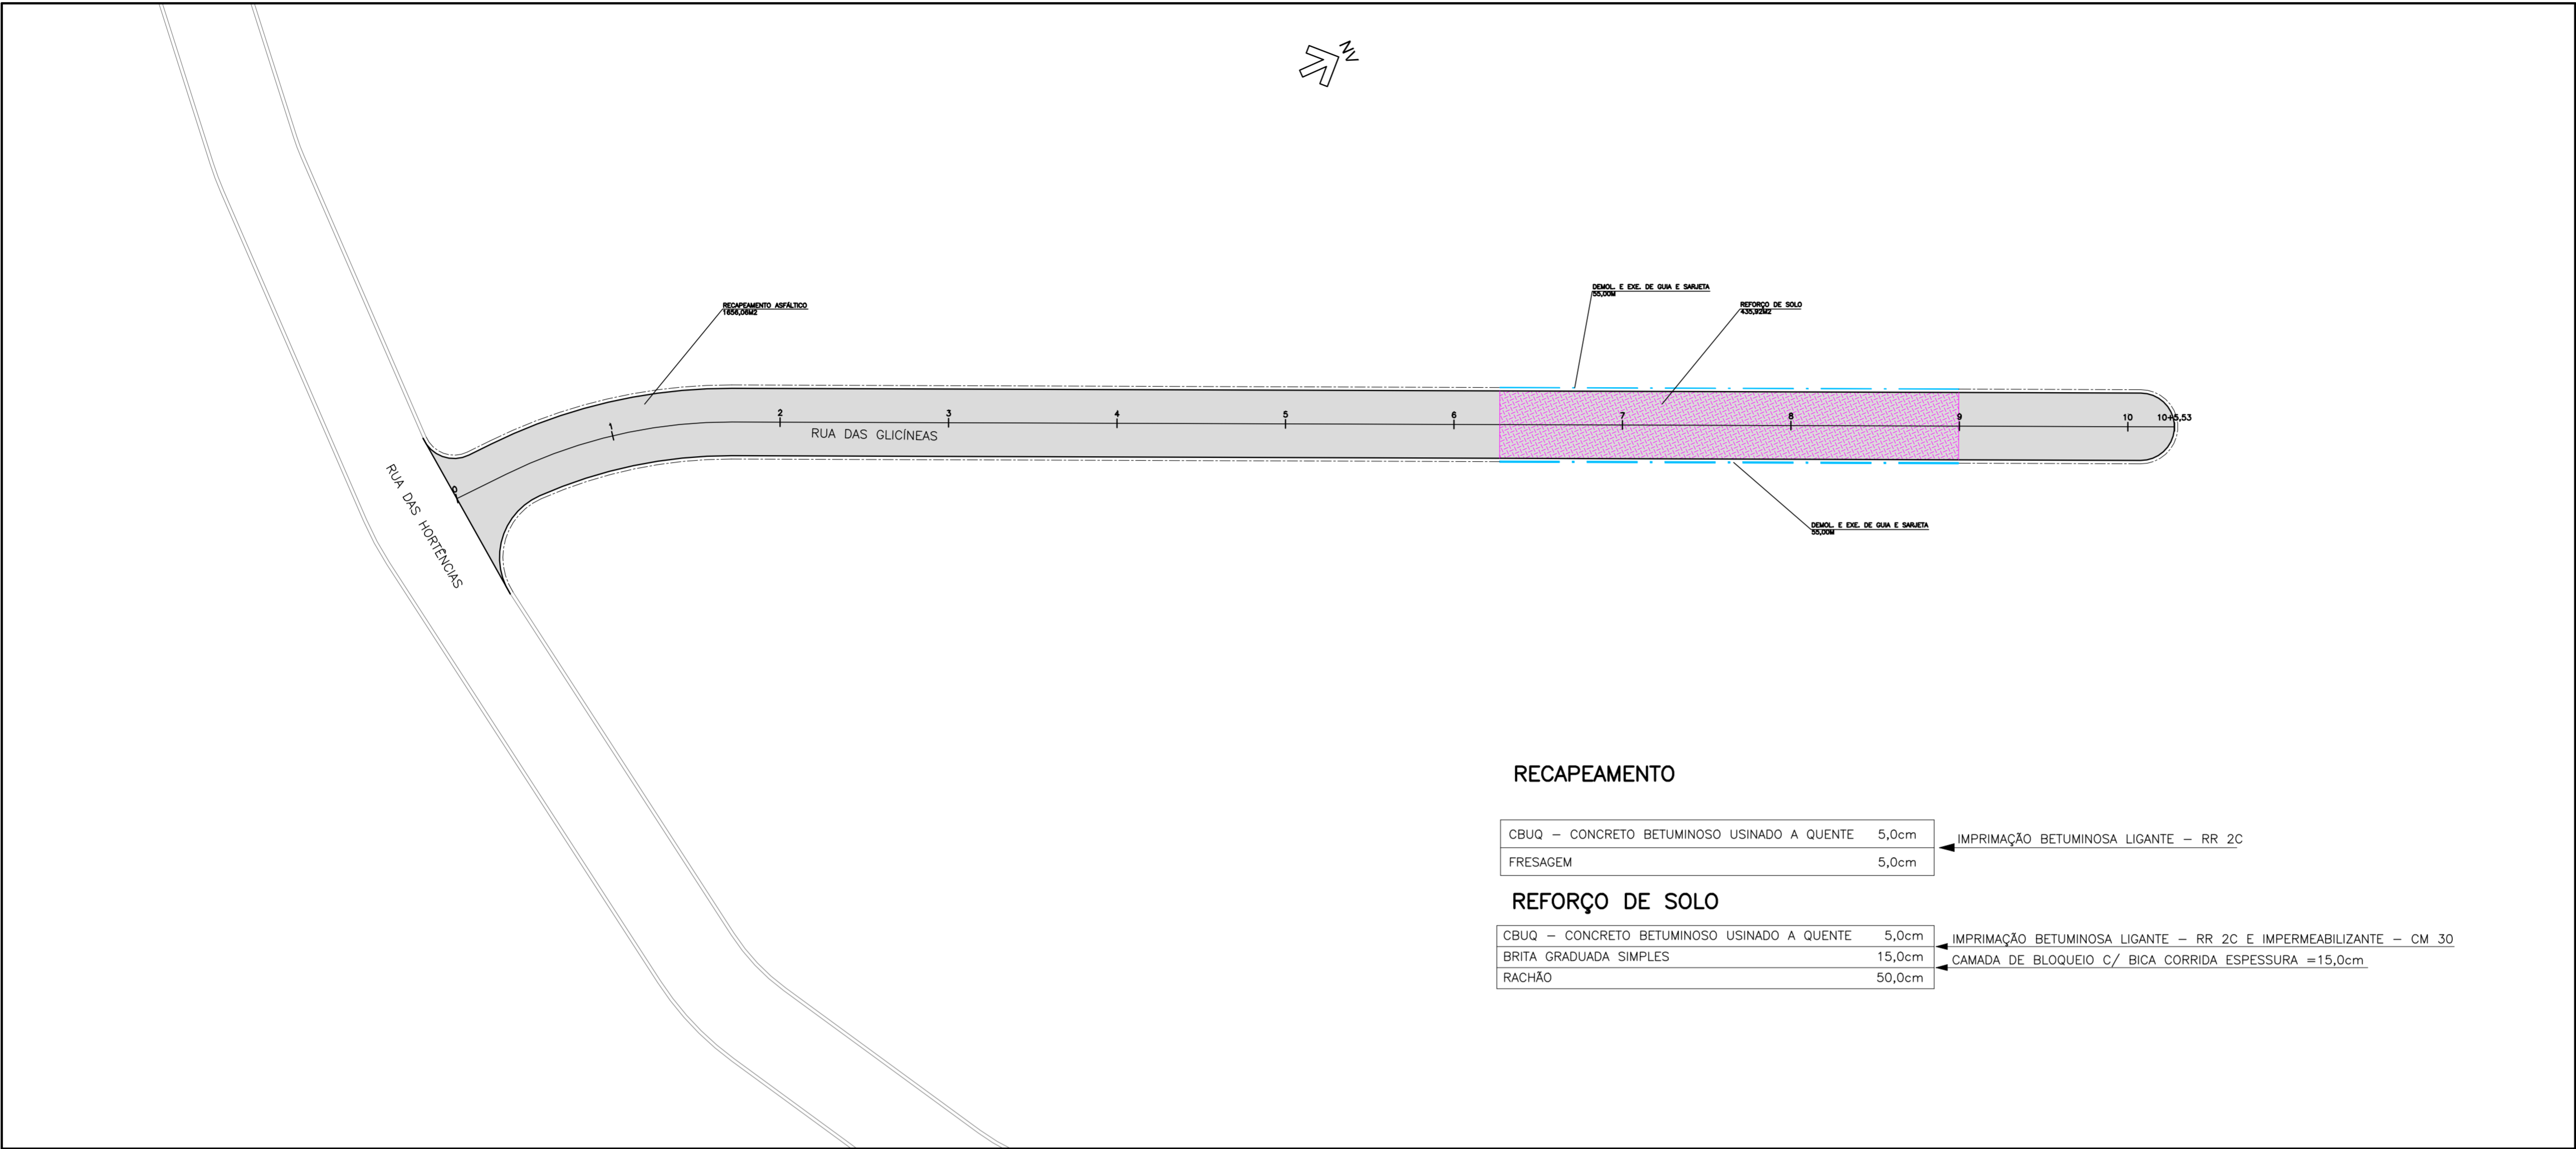 NV
DEMOL. E EXE. DE GUIA E SARJETA
55,00M
RECAPEAMENTO ASFÁLTICO
1656,06M2
REFORÇO DE SOLO
435,92M2
0 1 2 3 4 5 6 7 8 9 10 10+5,53
RUA DAS GLICÍNEAS
RUA DAS HORTÊNCIAS
DEMOL. E EXE. DE GUIA E SARJETA
55,00M
RECAPEAMENTO
CBUQ – CONCRETO BETUMINOSO USINADO A QUENTE 5,0cm
IMPRIMAÇÃO BETUMINOSA LIGANTE – RR 2C
FRESAGEM 5,0cm
REFORÇO DE SOLO
CBUQ – CONCRETO BETUMINOSO USINADO A QUENTE 5,0cm
IMPRIMAÇÃO BETUMINOSA LIGANTE – RR 2C E IMPERMEABILIZANTE – CM 30
BRITA GRADUADA SIMPLES 15,0cm
CAMADA DE BLOQUEIO C/ BICA CORRIDA ESPESSURA =15,0cm
RACHÃO 50,0cm